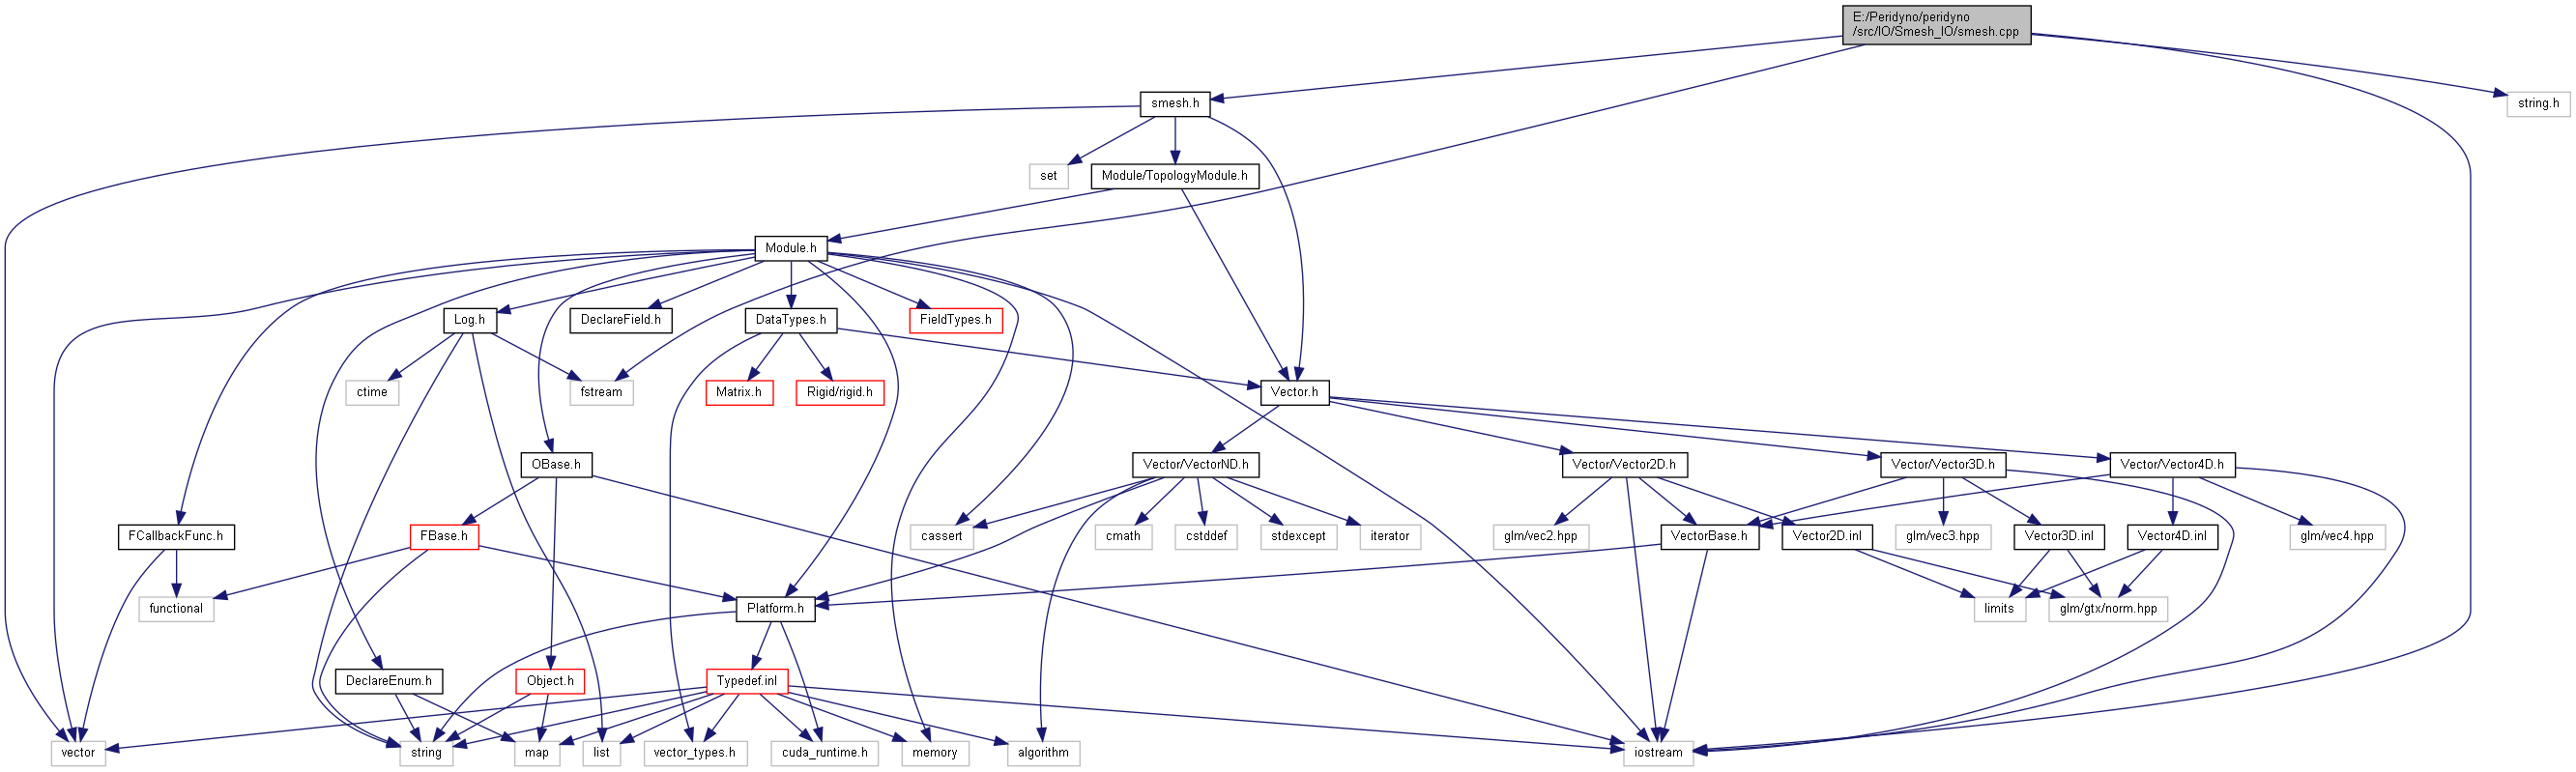 E:/Peridyno/peridyno
/src/IO/Smesh_IO/smesh.cpp
smesh.h
string.h
set
Module/TopologyModule.h
Module.h
Log.h
DeclareField.h
DataTypes.h
FieldTypes.h
ctime
fstream
Matrix.h
Rigid/rigid.h
Vector.h
OBase.h
Vector/VectorND.h
Vector/Vector2D.h
Vector/Vector3D.h
Vector/Vector4D.h
FCallbackFunc.h
FBase.h
cassert
cmath
cstddef
stdexcept
iterator
glm/vec2.hpp
VectorBase.h
Vector2D.inl
glm/vec3.hpp
Vector3D.inl
Vector4D.inl
glm/vec4.hpp
functional
Platform.h
limits
glm/gtx/norm.hpp
DeclareEnum.h
Object.h
Typedef.inl
vector
string
map
list
vector_types.h
cuda_runtime.h
memory
algorithm
iostream